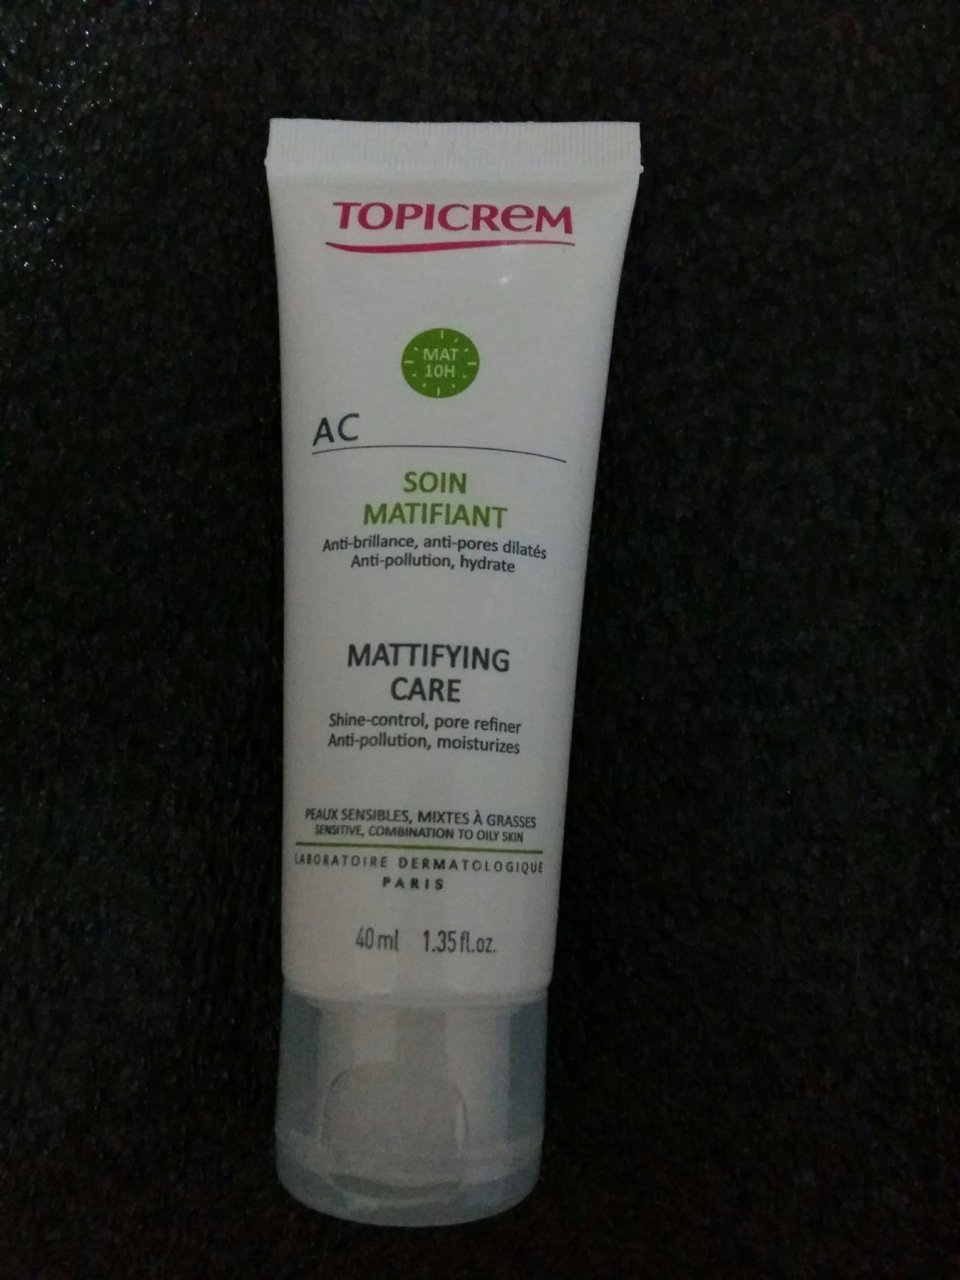 TOPICREM
MAT
10H
AC
SOIN
MATIFIANT
Anti-brillance, anti-pores dilatés
Anti-pollution, hydrate
MATTIFYING
CARE
Shine-control, pore refiner
Anti-pollution, moisturizes
PEAUX SENSIBLES, MIXTES À GRASSES
SENSITIVE, COMBINATION TO OILY SKIN
LABORATOIRE DERMATOLOGIQUE
PARIS
40 ml 1.35 fl.oz.